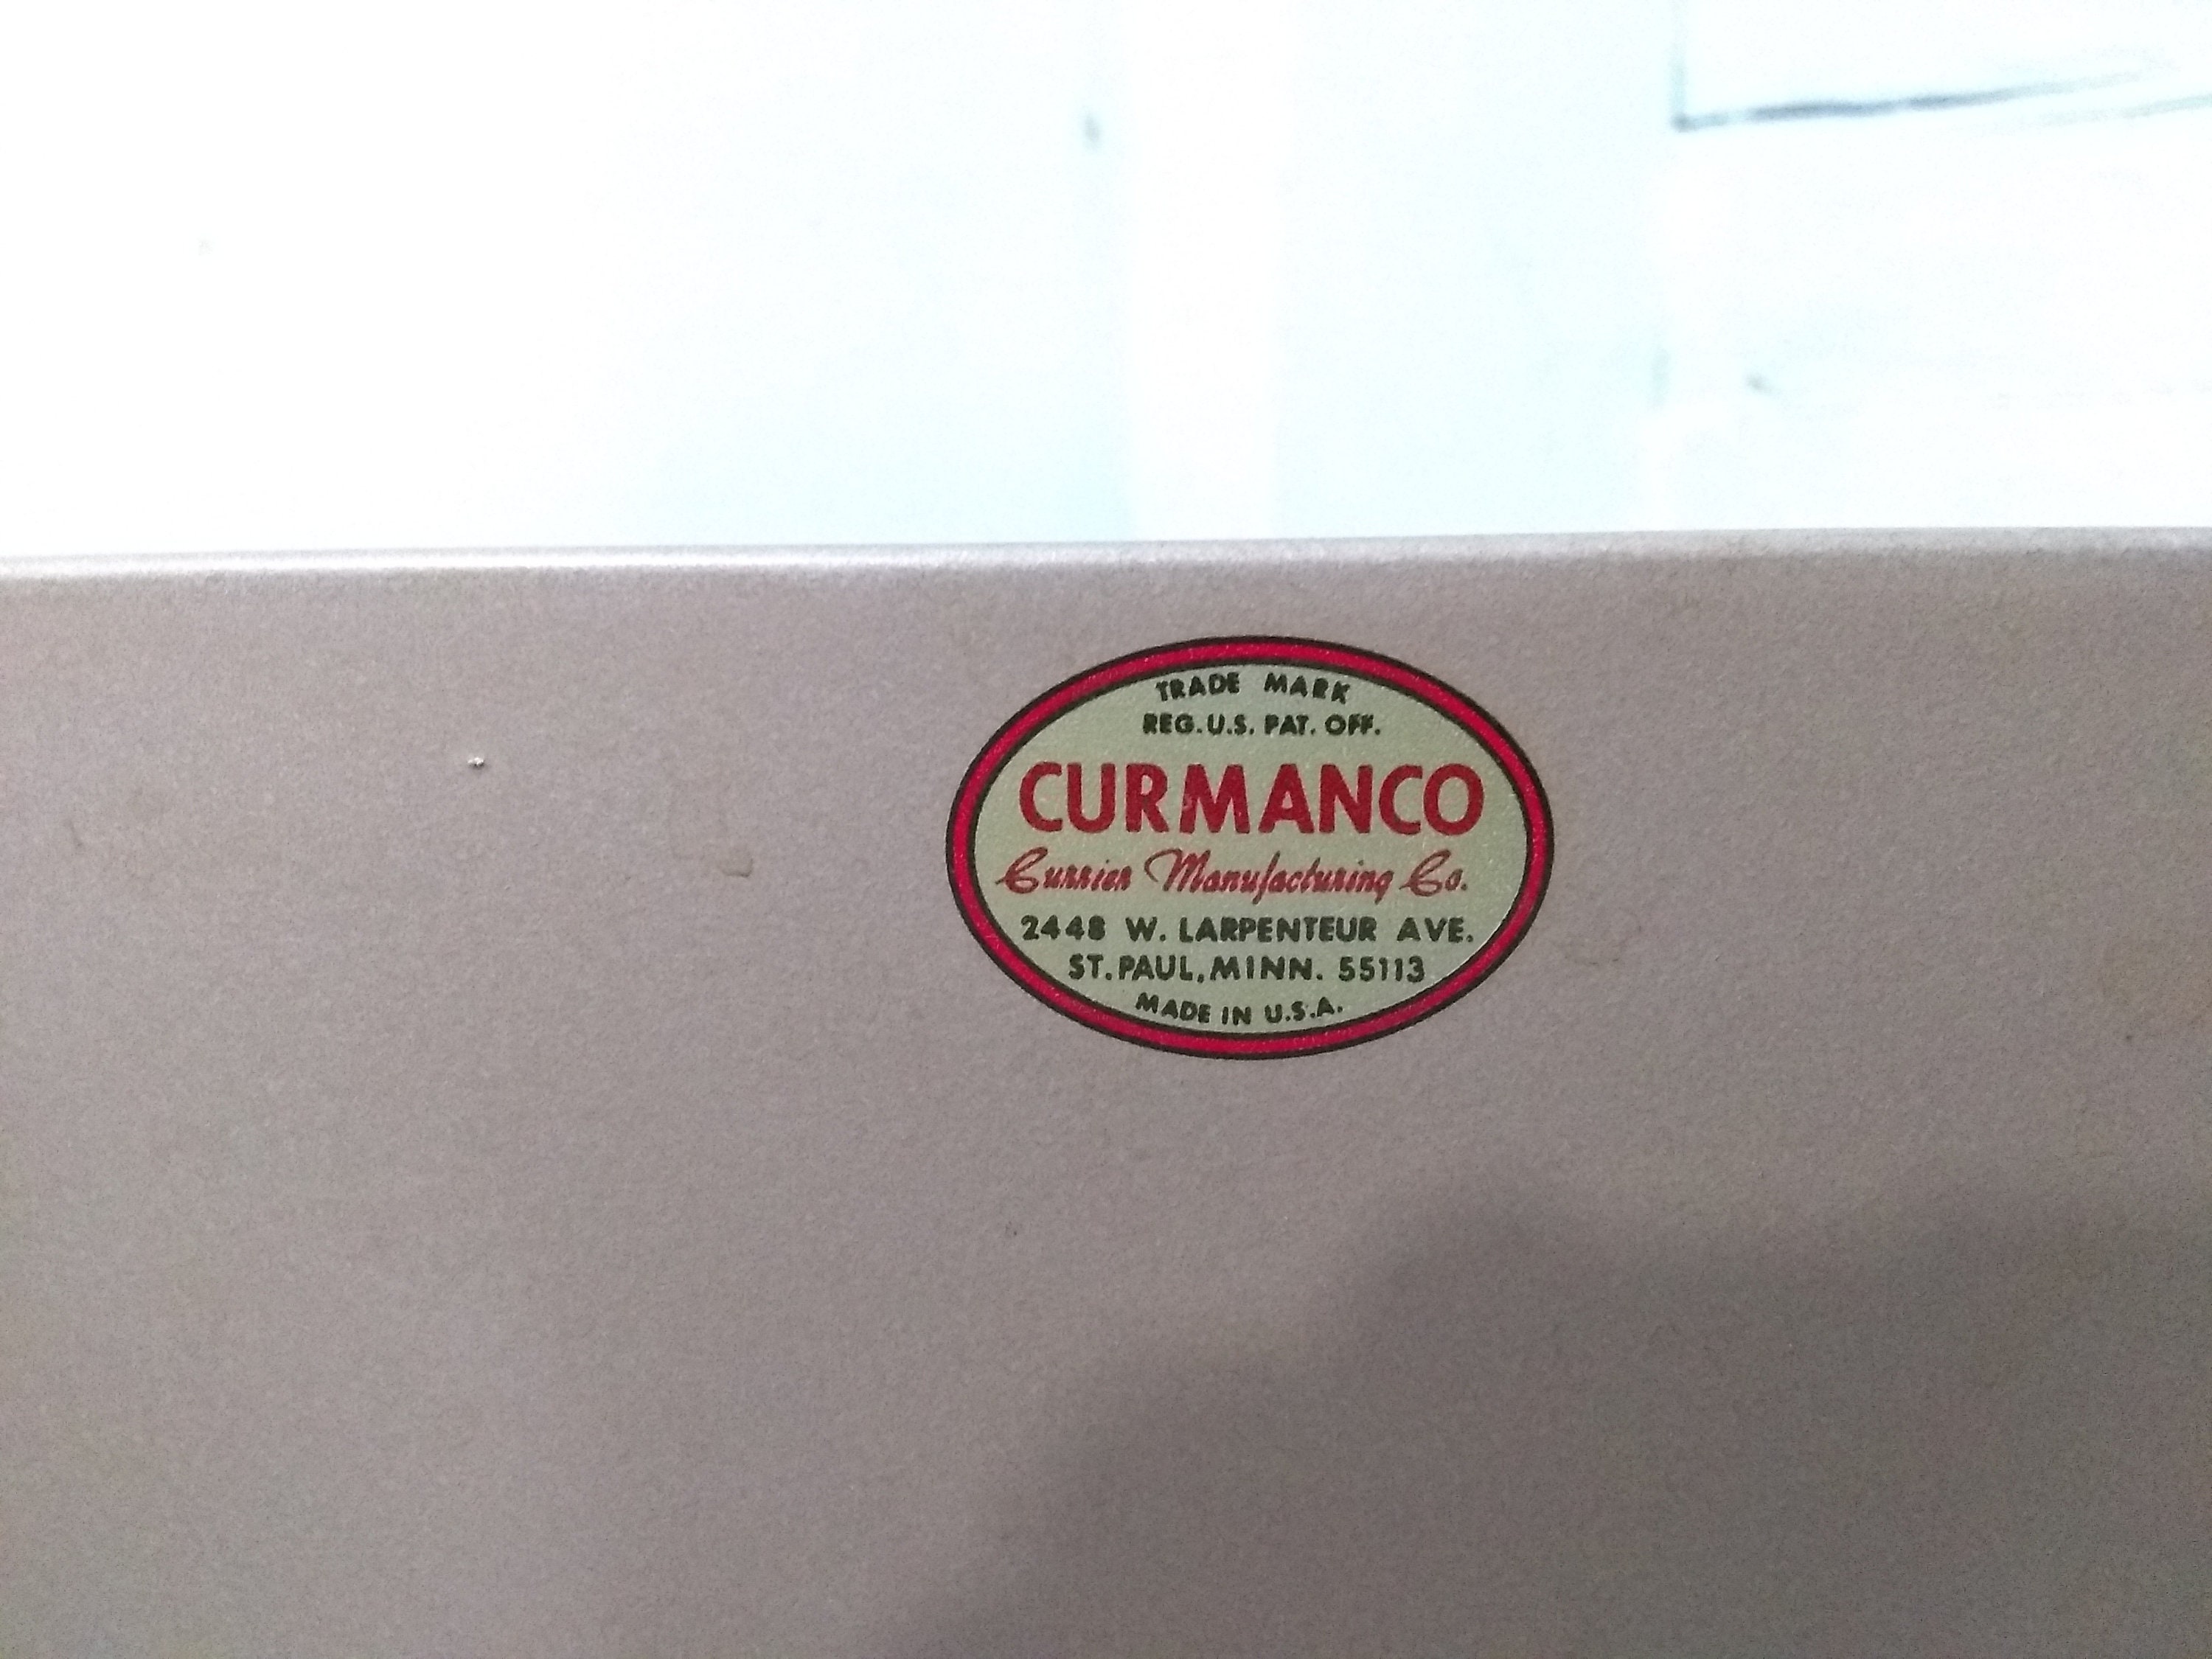 TRADE MARK
REG. U.S. PAT. OFF.
CURMANCO
Currier Manufacturing Co.
2448 W. LARPENTEUR AVE.
ST. PAUL, MINN. 55113
MADE IN U.S.A.